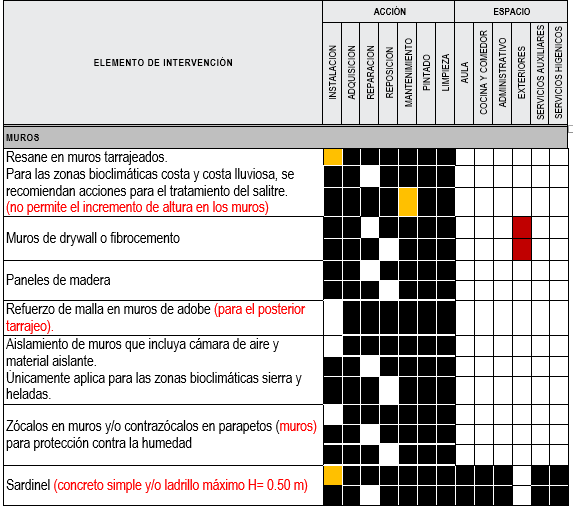 ELEMENTO DE INTERVENCIÓN
ACCIÓN
ESPACIO
INSTALACION
ADQUISICION
REPARACION
REPOSICION
MANTENIMIENTO
PINTADO
LIMPIEZA
AULA
COCINA Y COMEDOR
ADMINISTRATIVO
EXTERIORES
SERVICIOS AUXILIARES
SERVICIOS HIGENICOS
MUROS
Resane en muros tarrajeados.
Para las zonas bioclimáticas costa y costa lluviosa, se
recomiendan acciones para el tratamiento del salitre.
(no permite el incremento de altura en los muros)
Muros de drywall o fibrocemento
Paneles de madera
Refuerzo de malla en muros de adobe (para el posterior
tarrajeo).
Aislamiento de muros que incluya cámara de aire y
material aislante.
Únicamente aplica para las zonas bioclimáticas sierra y
heladas.
Zócalos en muros y/o contrazócalos en parapetos (muros)
para protección contra la humedad
Sardinel (concreto simple y/o ladrillo máximo H= 0.50 m)